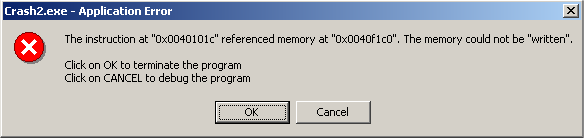 Crash2.exe - Application Error
The instruction at "0x0040101c" referenced memory at "0x0040f1c0". The memory could not be "written".
Click on OK to terminate the program
Click on CANCEL to debug the program
OK Cancel